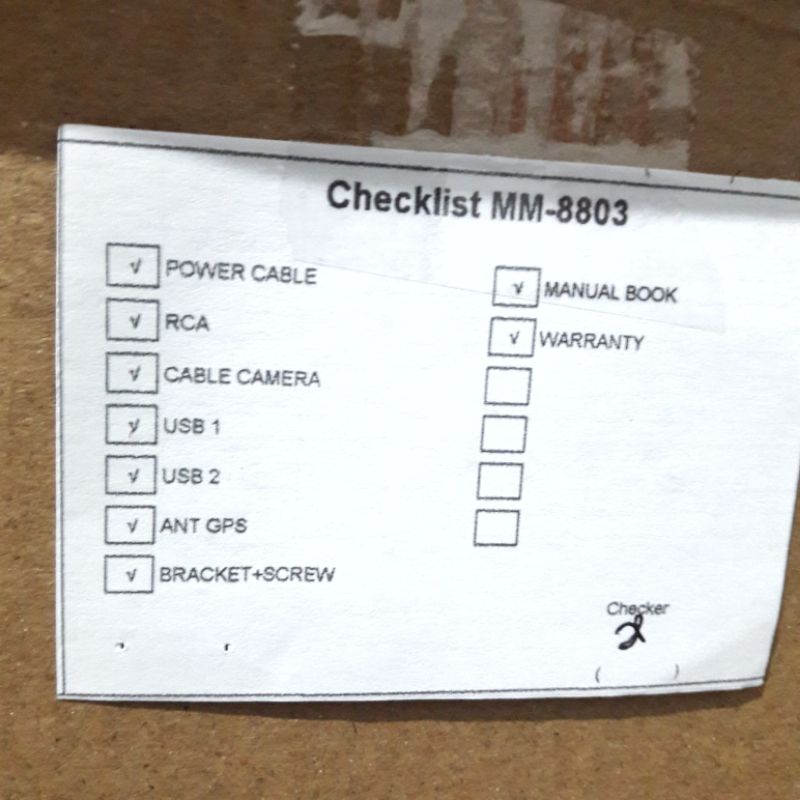 Checklist MM-8803
√ POWER CABLE
√ RCA
√ CABLE CAMERA
√ USB 1
√ USB 2
√ ANT GPS
√ BRACKET+SCREW
√ MANUAL BOOK
√ WARRANTY
Checker
( )